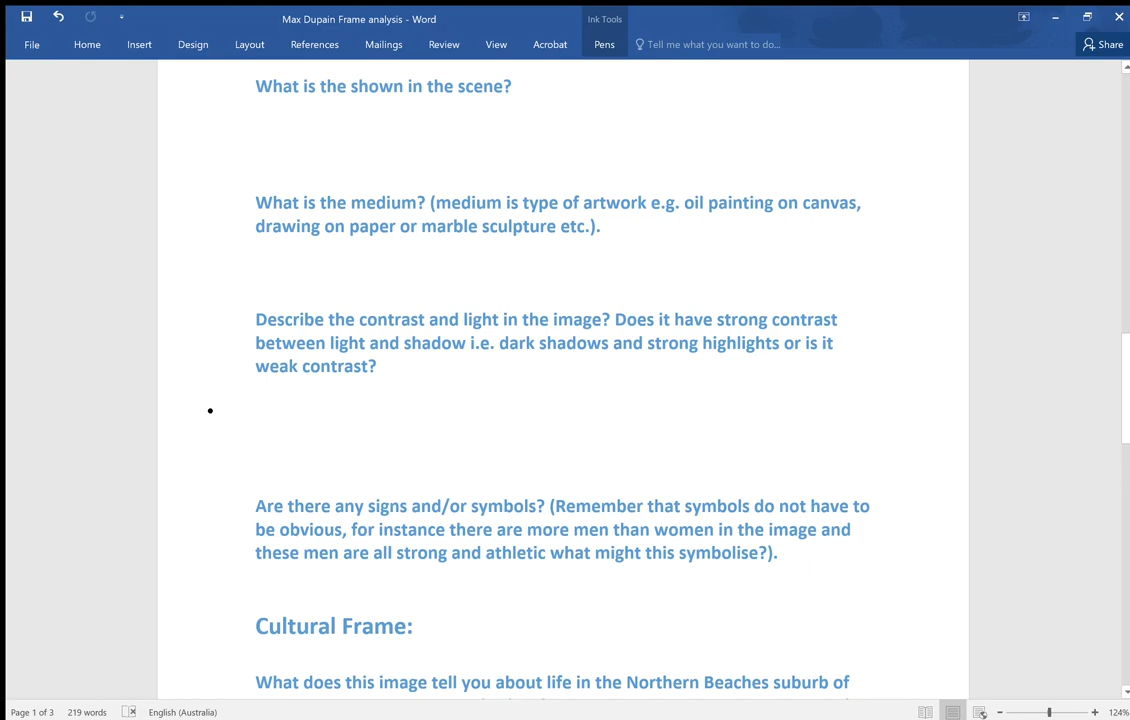 Max Dupain Frame analysis - Word
Ink Tools
File Home Insert Design Layout References Mailings Review View Acrobat Pens Tell me what you want to do... Share
What is the shown in the scene?
What is the medium? (medium is type of artwork e.g. oil painting on canvas,
drawing on paper or marble sculpture etc.).
Describe the contrast and light in the image? Does it have strong contrast
between light and shadow i.e. dark shadows and strong highlights or is it
weak contrast?
Are there any signs and/or symbols? (Remember that symbols do not have to
be obvious, for instance there are more men than women in the image and
these men are all strong and athletic what might this symbolise?).
Cultural Frame:
What does this image tell you about life in the Northern Beaches suburb of
Page 1 of 3 219 words English (Australia) 124%